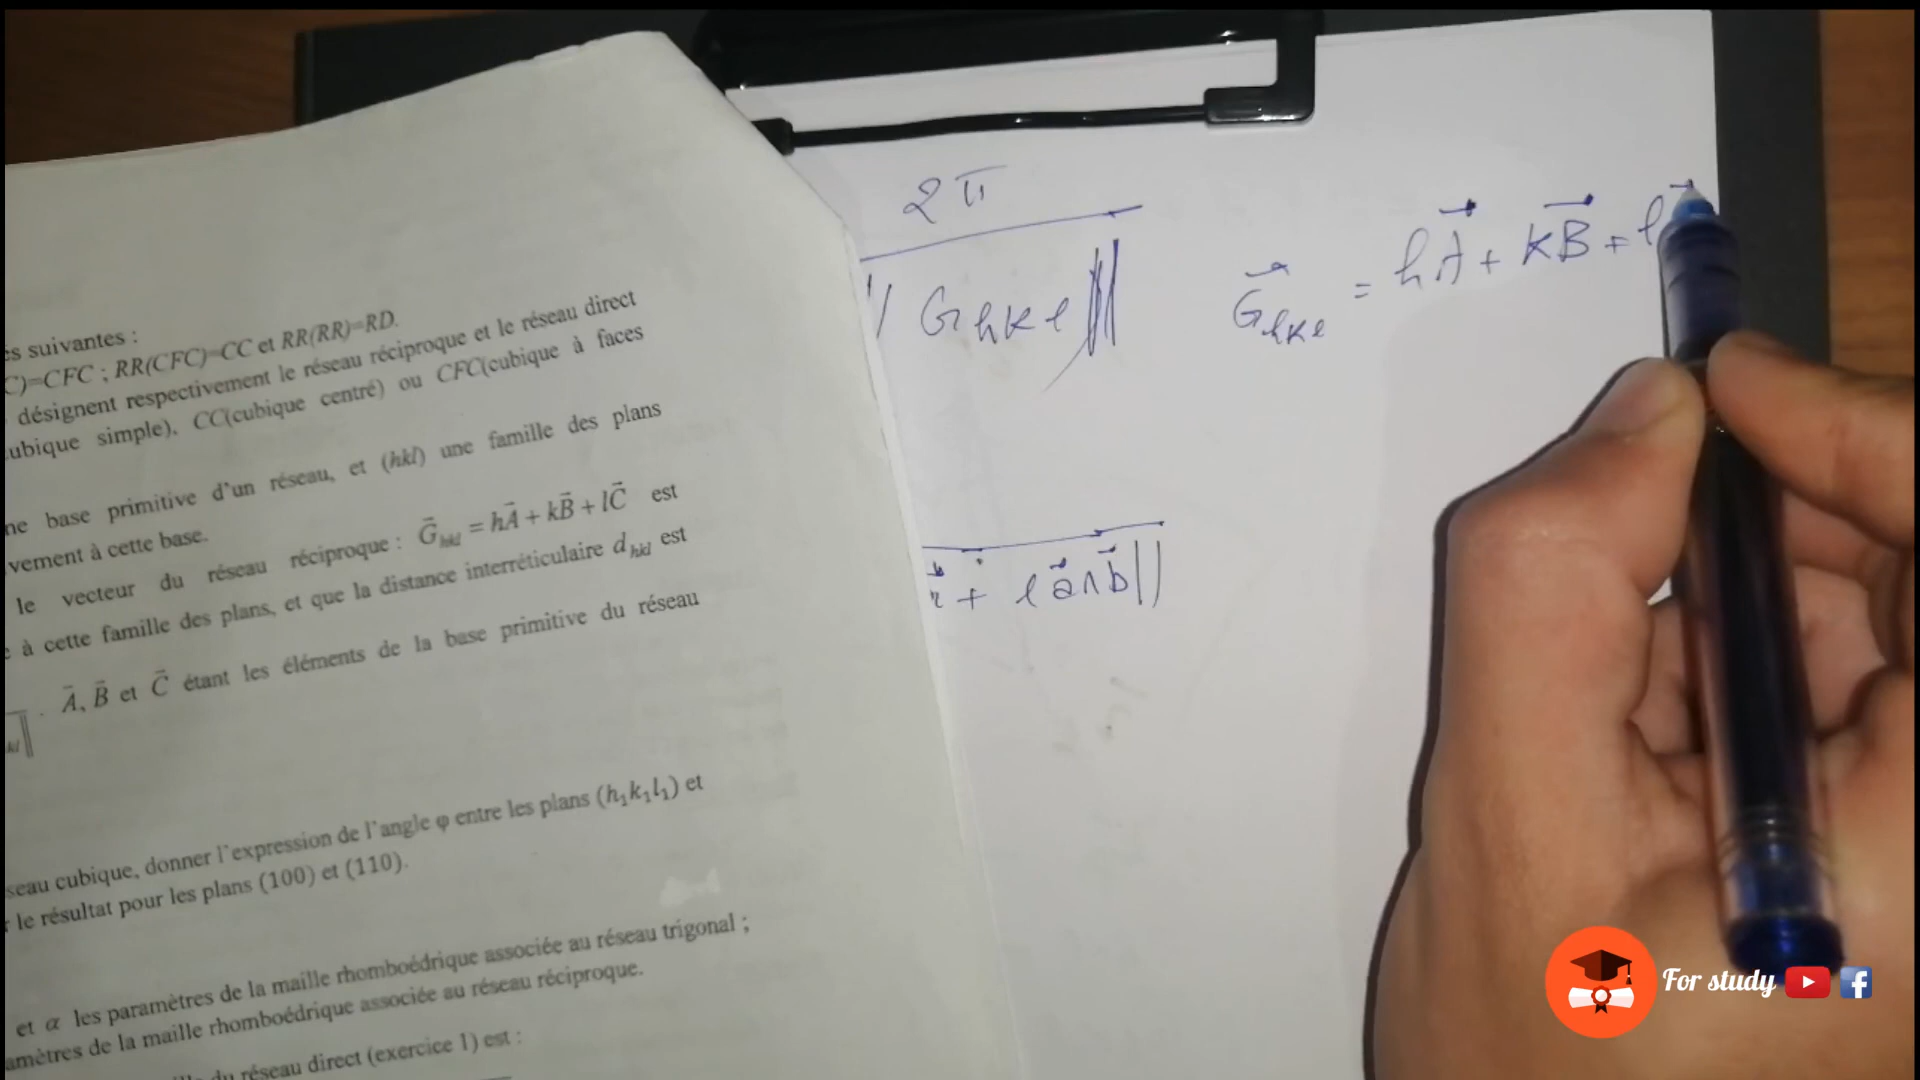 es suivantes :
C)=CFC ; RR(CFC)=CC et RR(RR)=RD.
désignent respectivement le réseau réciproque et le réseau direct
ubique simple), CC(cubique centré) ou CFC(cubique à faces
ne base primitive d'un réseau, et (hkl) une famille des plans
vement à cette base.
le vecteur du réseau réciproque : G⃗hkl = hA⃗ + kB⃗ + lC⃗ est
e à cette famille des plans, et que la distance interréticulaire dhkl est
kl‖ . A⃗, B⃗ et C⃗ étant les éléments de la base primitive du réseau
seau cubique, donner l'expression de l'angle φ entre les plans (h₁k₁l₁) et
r le résultat pour les plans (100) et (110).
et α les paramètres de la maille rhomboédrique associée au réseau trigonal ;
amètres de la maille rhomboédrique associée au réseau réciproque.
du réseau direct (exercice 1) est :
2π
Ghkl‖
G⃗hkl = hA⃗ + kB⃗ + l
+ l a⃗∧b⃗‖
For study